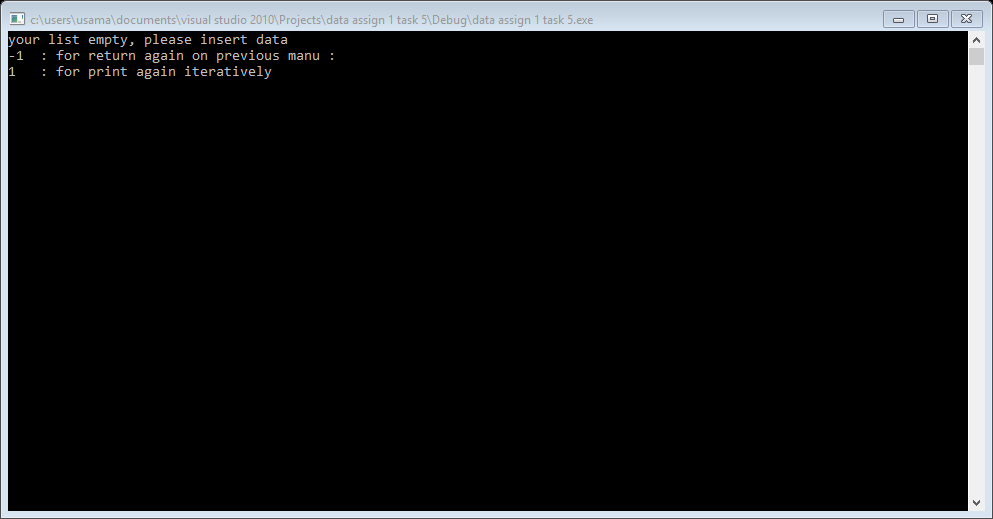 c:\users\usama\documents\visual studio 2010\Projects\data assign 1 task 5\Debug\data assign 1 task 5.exe
your list empty, please insert data
-1  : for return again on previous manu :
1   : for print again iteratively